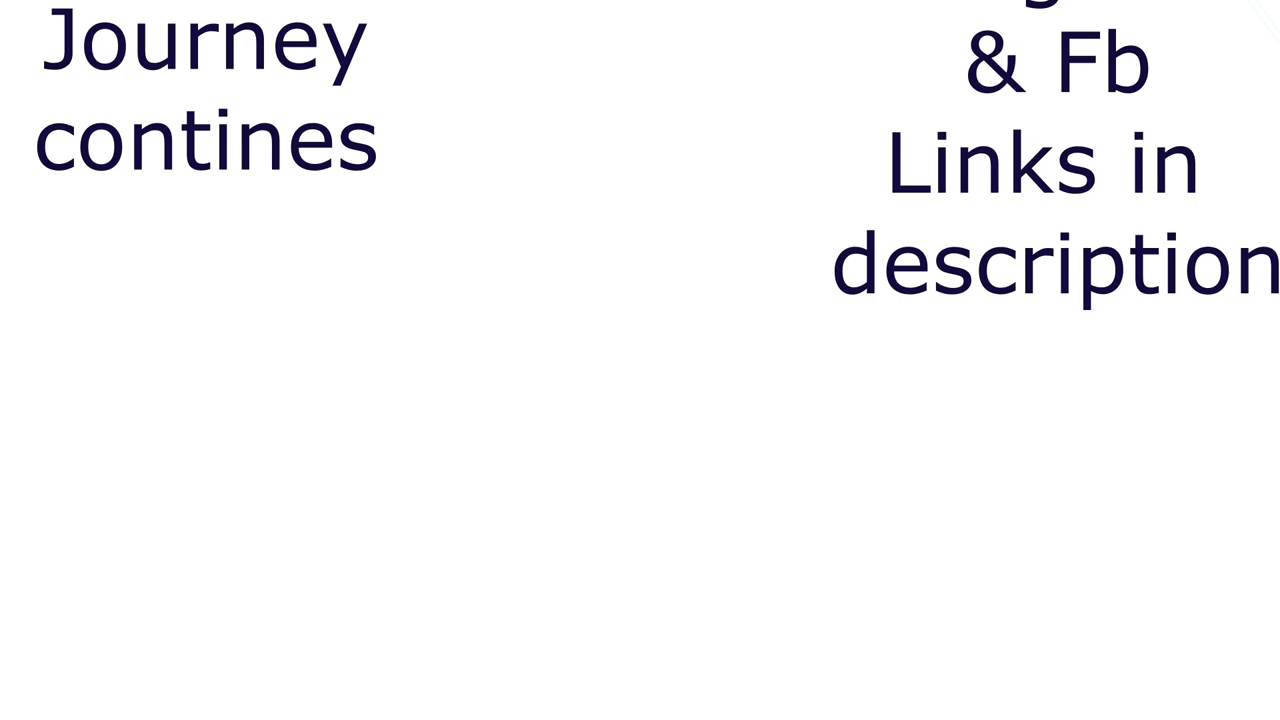 Journey
contines
& Fb
Links in
description